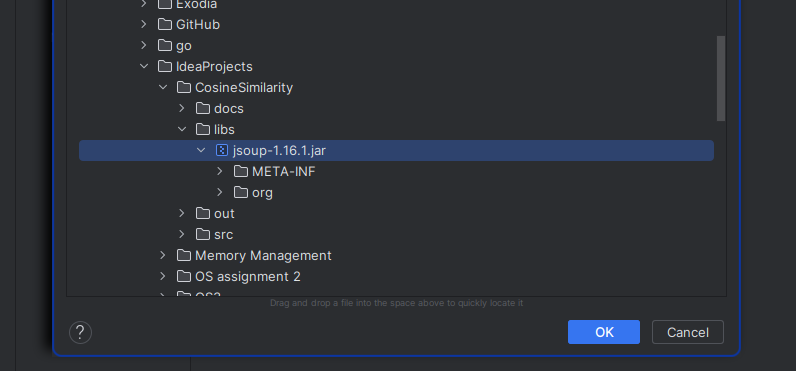 Exodia
GitHub
go
IdeaProjects
CosineSimilarity
docs
libs
jsoup-1.16.1.jar
META-INF
org
out
src
Memory Management
OS assignment 2
OS2
Drag and drop a file into the space above to quickly locate it
? OK Cancel